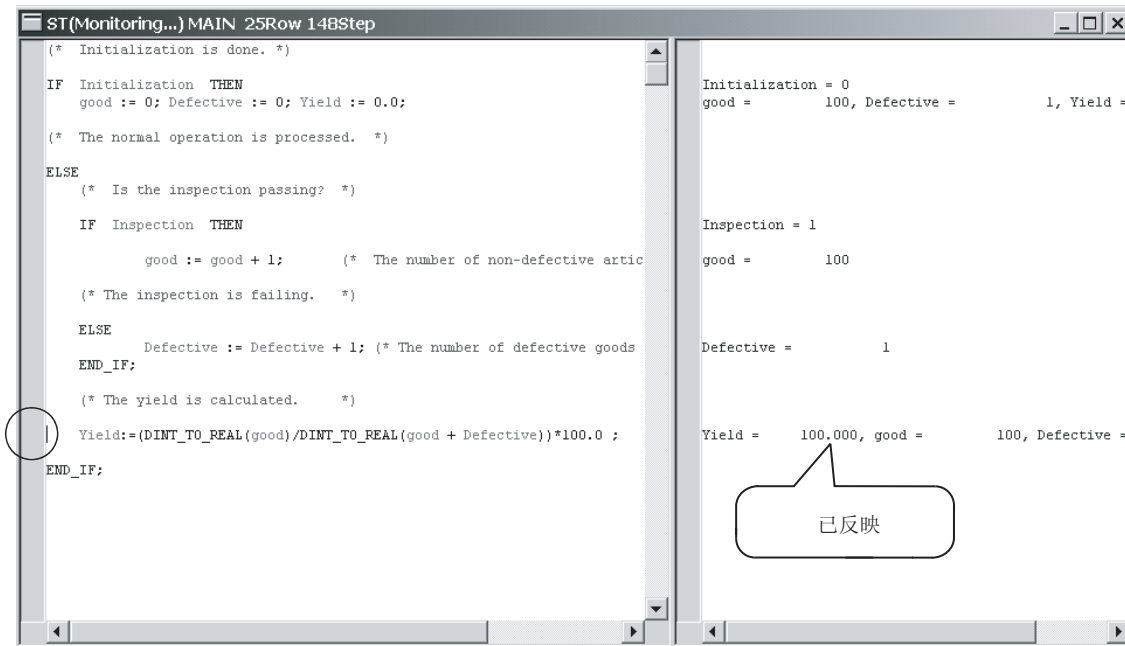 ST(Monitoring...) MAIN 25Row 148Step
(* Initialization is done. *)
IF Initialization THEN
good := 0; Defective := 0; Yield := 0.0;
(* The normal operation is processed. *)
ELSE
(* Is the inspection passing? *)
IF Inspection THEN
good := good + 1; (* The number of non-defective artic
(* The inspection is failing. *)
ELSE
Defective := Defective + 1; (* The number of defective goods
END_IF;
(* The yield is calculated. *)
Yield:=(DINT_TO_REAL(good)/DINT_TO_REAL(good + Defective))*100.0 ;
END_IF;
Initialization = 0
good = 100, Defective = 1, Yield =
Inspection = 1
good = 100
Defective = 1
Yield = 100.000, good = 100, Defective =
已反映